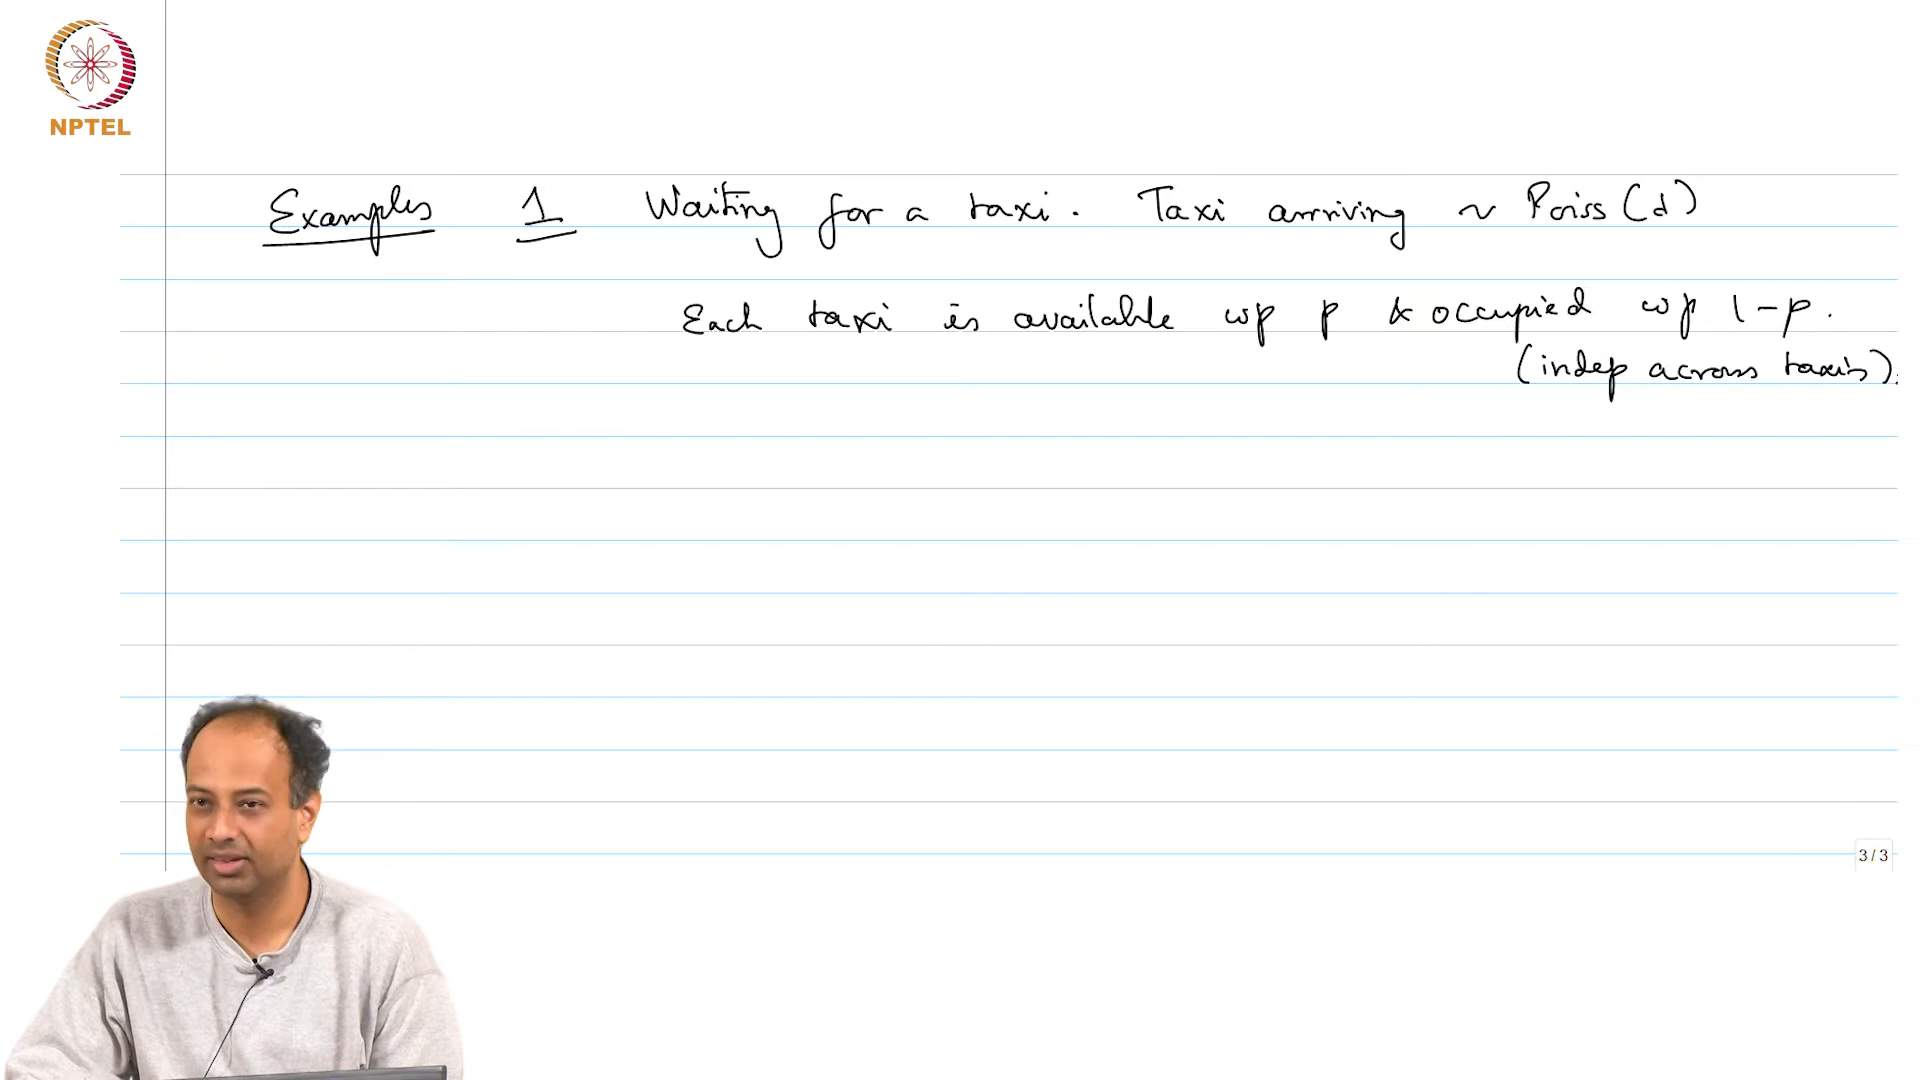 NPTEL
Examples 1 Waiting for a taxi. Taxi arriving ~ Poiss(λ)
Each taxi is available wp p & occupied wp 1-p.
(indep across taxis).
3 / 3